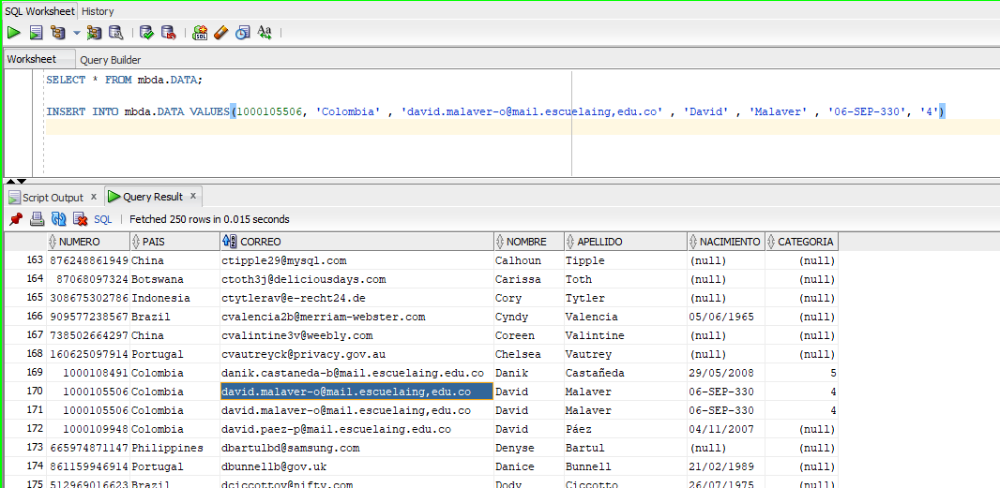 SQL Worksheet History
Worksheet Query Builder
SELECT * FROM mbda.DATA;
INSERT INTO mbda.DATA VALUES(1000105506, 'Colombia' , 'david.malaver-o@mail.escuelaing,edu.co' , 'David' , 'Malaver' , '06-SEP-330', '4')
Script Output x Query Result x
SQL Fetched 250 rows in 0.015 seconds
NUMERO PAIS CORREO NOMBRE APELLIDO NACIMIENTO CATEGORIA
163 876248861949 China ctipple29@mysql.com Calhoun Tipple (null) (null)
164 87068097324 Botswana ctoth3j@deliciousdays.com Carissa Toth (null) (null)
165 308675302786 Indonesia ctytlerav@e-recht24.de Cory Tytler (null) (null)
166 909577238567 Brazil cvalencia2b@merriam-webster.com Cyndy Valencia 05/06/1965 (null)
167 738502664297 China cvalintine3v@weebly.com Coreen Valintine (null) (null)
168 160625097914 Portugal cvautreyck@privacy.gov.au Chelsea Vautrey (null) (null)
169 1000108491 Colombia danik.castaneda-b@mail.escuelaing.edu.co Danik Castañeda 29/05/2008 5
170 1000105506 Colombia david.malaver-o@mail.escuelaing,edu.co David Malaver 06-SEP-330 4
171 1000105506 Colombia david.malaver-o@mail.escuelaing,edu.co David Malaver 06-SEP-330 4
172 1000109948 Colombia david.paez-p@mail.escuelaing.edu.co David Páez 04/11/2007 (null)
173 665974871147 Philippines dbartulbd@samsung.com Denyse Bartul (null) (null)
174 861159946914 Portugal dbunnellb@gov.uk Danice Bunnell 21/02/1989 (null)
175 512969016623 Brazil dciccottoy@nifty.com Dody Ciccotto 26/07/1975 (null)